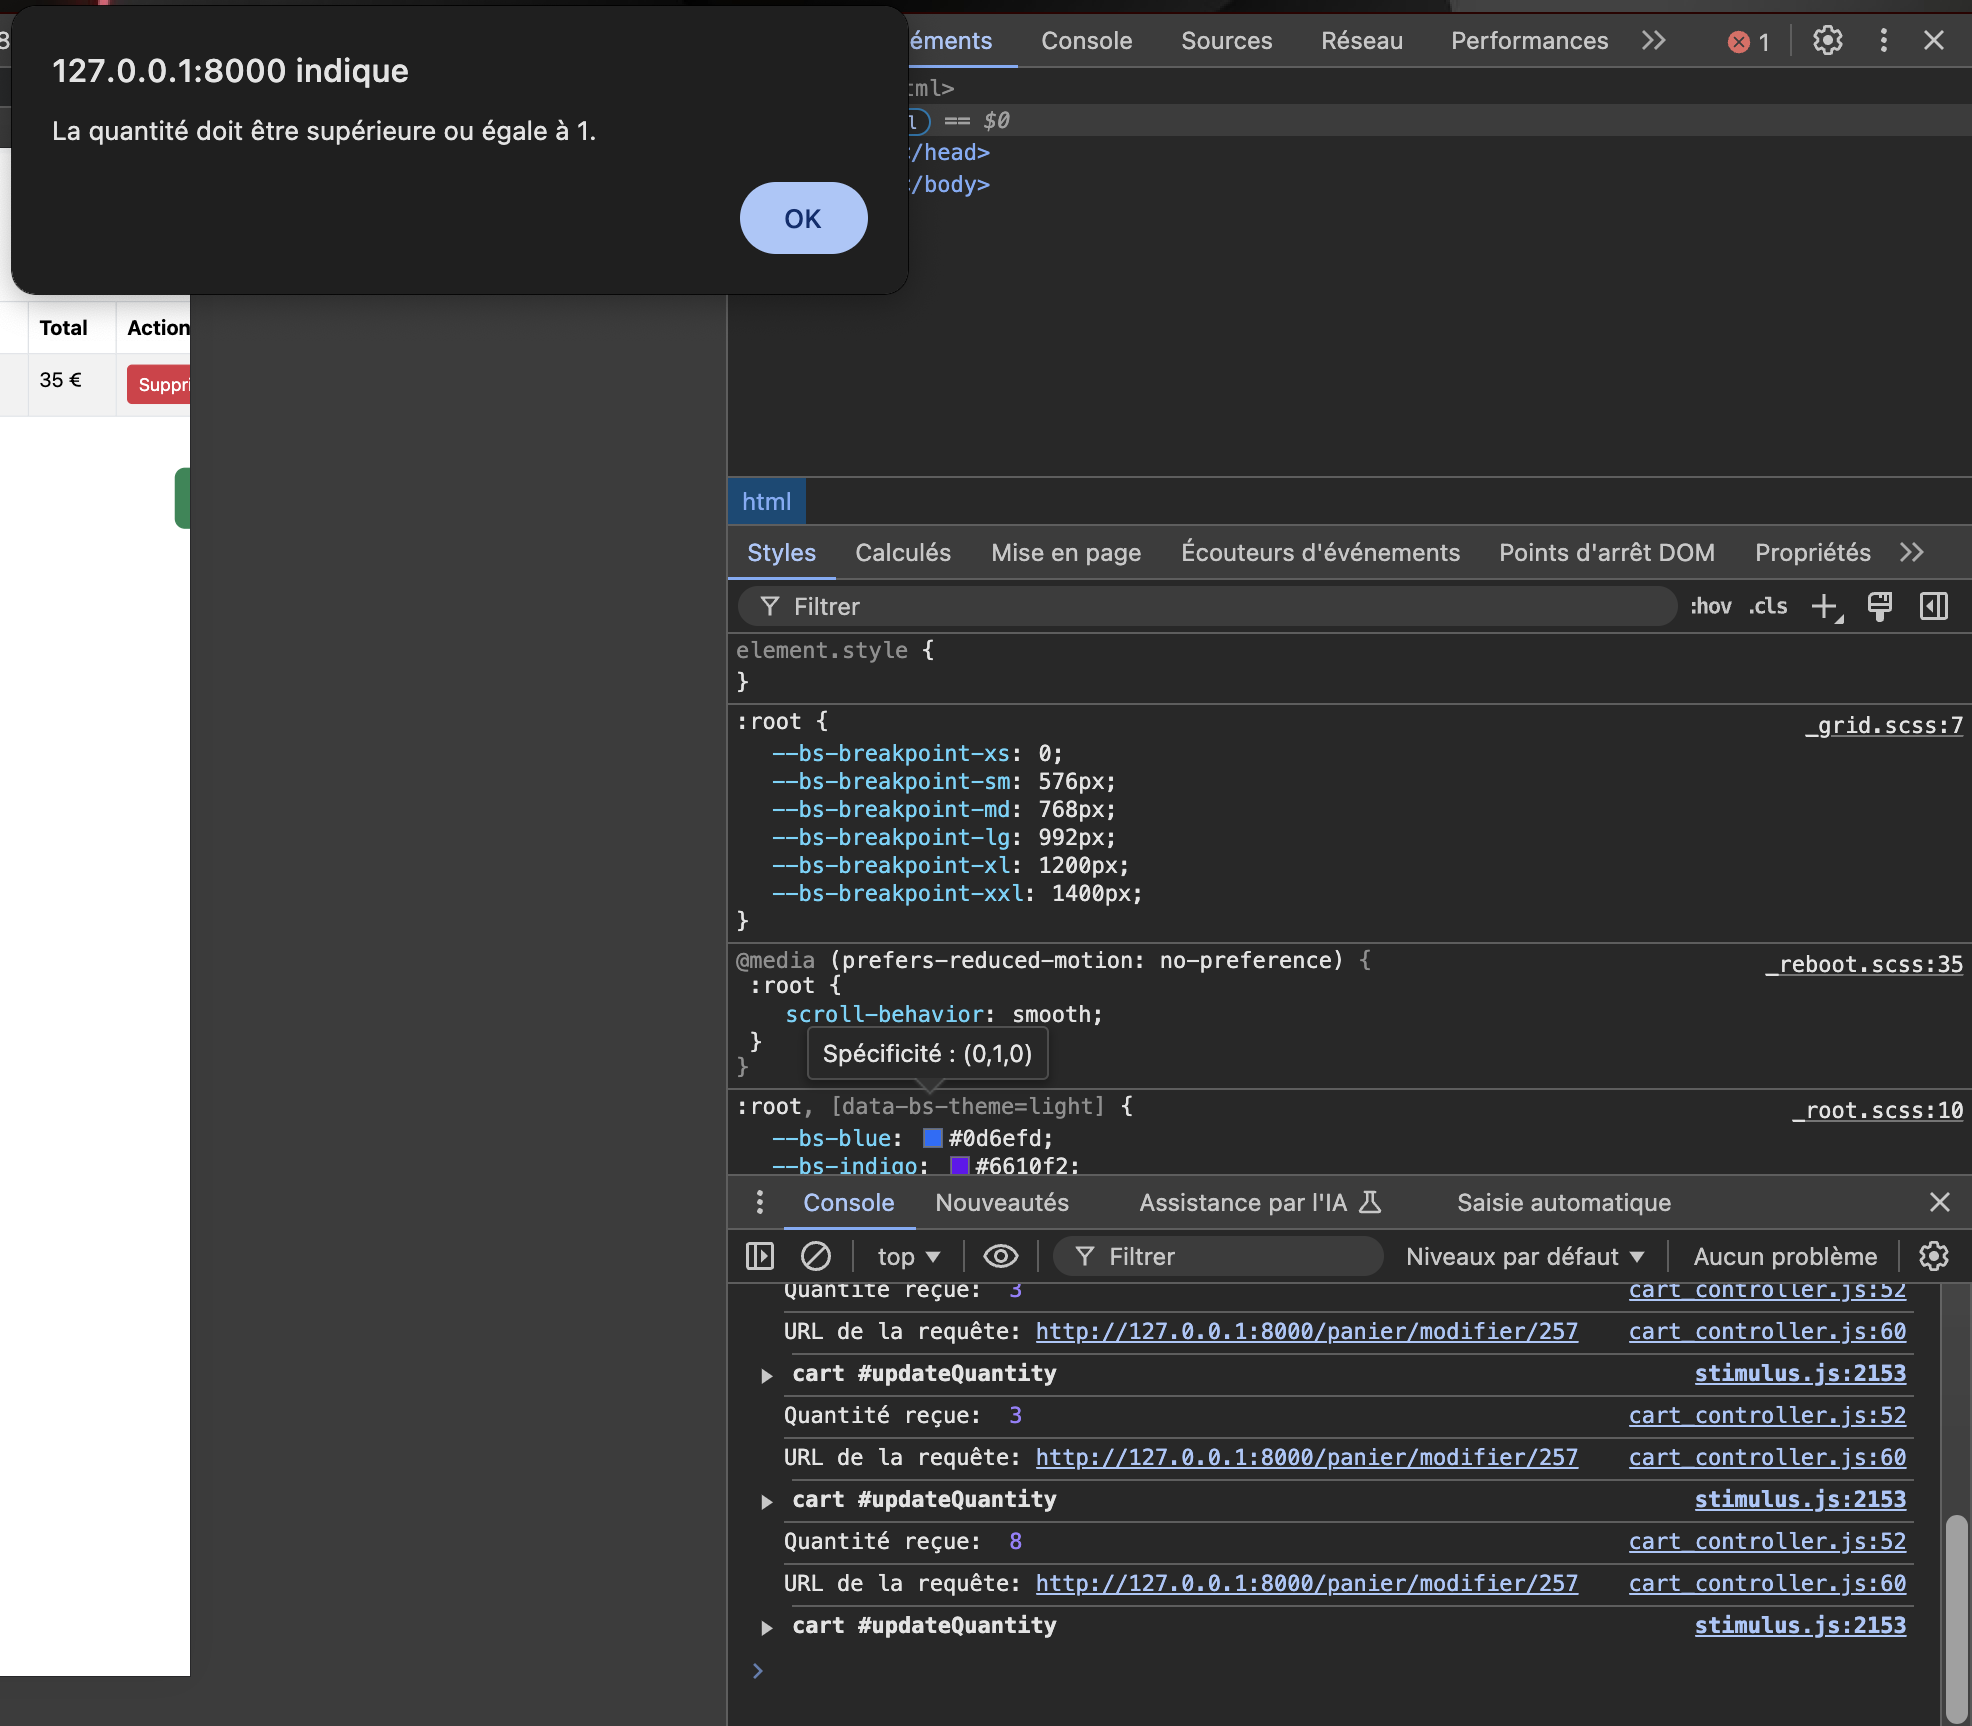 127.0.0.1:8000 indique
La quantité doit être supérieure ou égale à 1.
OK
8
éments
Console
Sources
Réseau
Performances
1
tml>
l == $0
/head>
/body>
Total
Action
35 €
Suppri
html
Styles
Calculés
Mise en page
Écouteurs d'événements
Points d'arrêt DOM
Propriétés
Filtrer
:hov
.cls
element.style {
}
:root {
_grid.scss:7
--bs-breakpoint-xs: 0;
--bs-breakpoint-sm: 576px;
--bs-breakpoint-md: 768px;
--bs-breakpoint-lg: 992px;
--bs-breakpoint-xl: 1200px;
--bs-breakpoint-xxl: 1400px;
}
@media (prefers-reduced-motion: no-preference) {
_reboot.scss:35
:root {
scroll-behavior: smooth;
}
Spécificité : (0,1,0)
}
:root, [data-bs-theme=light] {
_root.scss:10
--bs-blue: #0d6efd;
--bs-indigo: #6610f2;
Console
Nouveautés
Assistance par l'IA
Saisie automatique
top
Filtrer
Niveaux par défaut
Aucun problème
Quantité reçue: 3 cart_controller.js:52
URL de la requête: http://127.0.0.1:8000/panier/modifier/257 cart_controller.js:60
cart #updateQuantity stimulus.js:2153
Quantité reçue: 3 cart_controller.js:52
URL de la requête: http://127.0.0.1:8000/panier/modifier/257 cart_controller.js:60
cart #updateQuantity stimulus.js:2153
Quantité reçue: 8 cart_controller.js:52
URL de la requête: http://127.0.0.1:8000/panier/modifier/257 cart_controller.js:60
cart #updateQuantity stimulus.js:2153